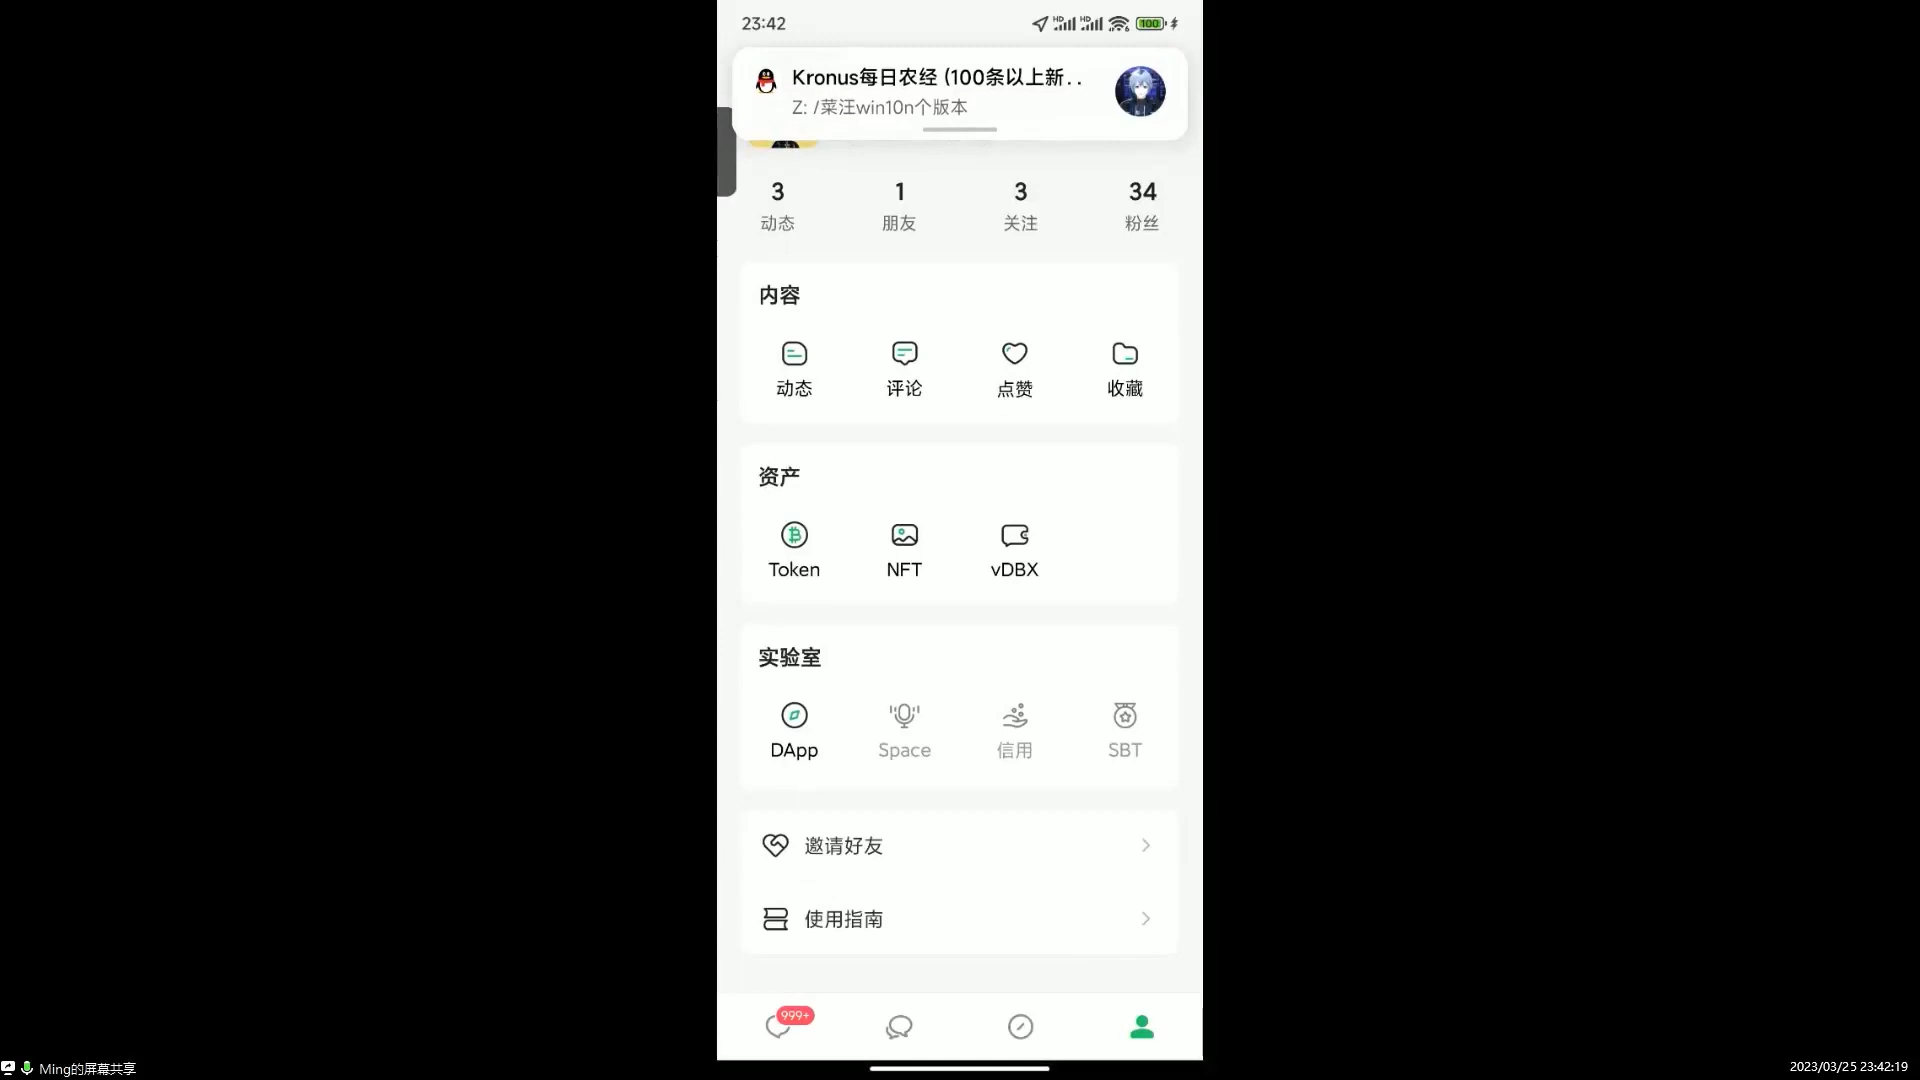 23:42
HD HD 100
Kronus每日农经 (100条以上新..
Z: /菜汪win10n个版本
3 1 3 34
动态 朋友 关注 粉丝
内容
动态 评论 点赞 收藏
资产
Token NFT vDBX
实验室
DApp Space 信用 SBT
邀请好友
使用指南
999+
Ming的屏幕共享
2023/03/25 23:42:19